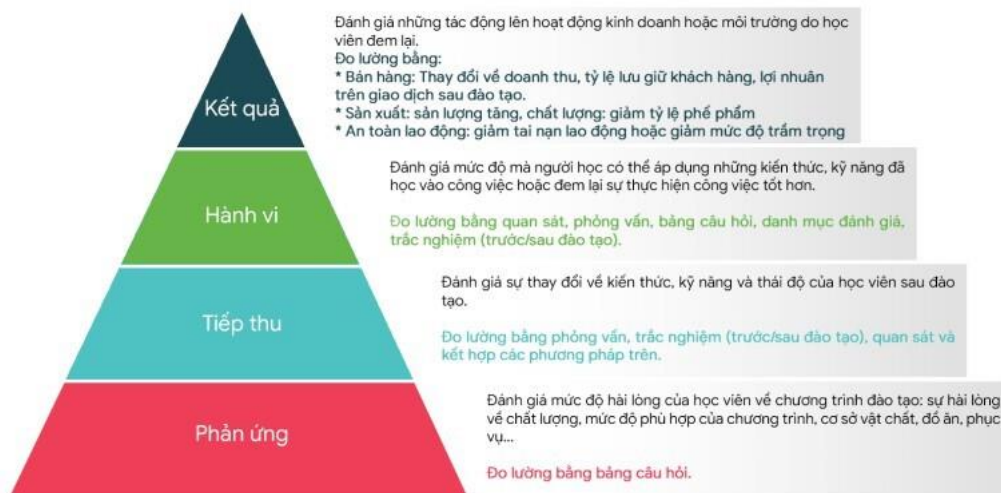 Đánh giá những tác động lên hoạt động kinh doanh hoặc môi trường do học
viên đem lại.
Đo lường bằng:
* Bán hàng: Thay đổi về doanh thu, tỷ lệ lưu giữ khách hàng, lợi nhuận
trên giao dịch sau đào tạo.
* Sản xuất: sản lượng tăng, chất lượng: giảm tỷ lệ phế phẩm
* An toàn lao động: giảm tai nạn lao động hoặc giảm mức độ trầm trọng
Kết quả
Đánh giá mức độ mà người học có thể áp dụng những kiến thức, kỹ năng đã
học vào công việc hoặc đem lại sự thực hiện công việc tốt hơn.
Đo lường bằng quan sát, phỏng vấn, bảng câu hỏi, danh mục đánh giá,
trắc nghiệm (trước/sau đào tạo).
Hành vi
Đánh giá sự thay đổi về kiến thức, kỹ năng và thái độ của học viên sau đào
tạo.
Đo lường bằng phỏng vấn, trắc nghiệm (trước/sau đào tạo), quan sát và
kết hợp các phương pháp trên.
Tiếp thu
Đánh giá mức độ hài lòng của học viên về chương trình đào tạo: sự hài lòng
về chất lượng, mức độ phù hợp của chương trình, cơ sở vật chất, đồ ăn, phục
vụ...
Đo lường bằng bảng câu hỏi.
Phản ứng